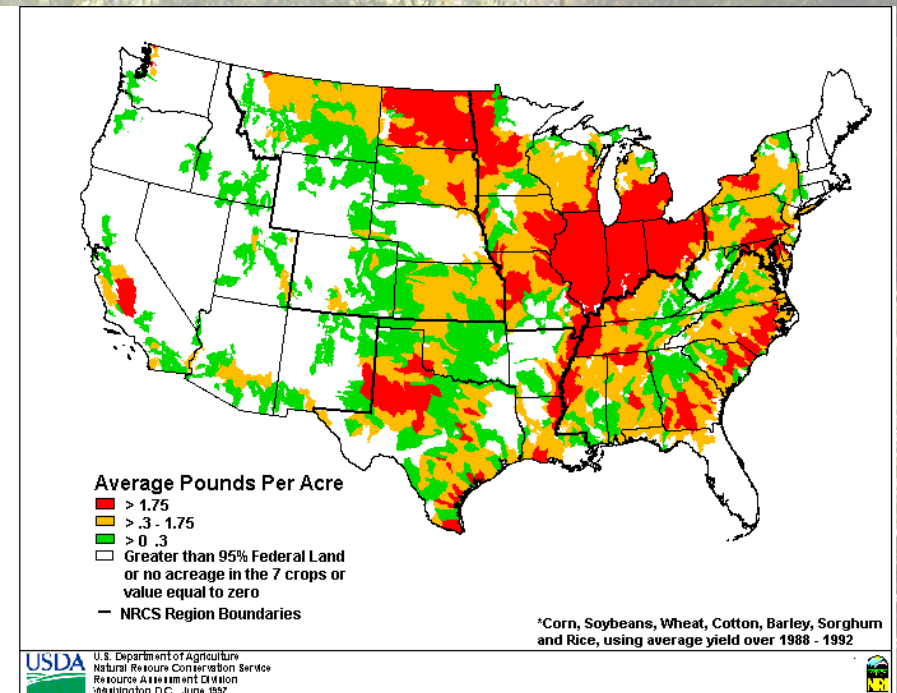 Average Pounds Per Acre
> 1.75
> .3 - 1.75
> 0 .3
Greater than 95% Federal Land
or no acreage in the 7 crops or
value equal to zero
NRCS Region Boundaries
*Corn, Soybeans, Wheat, Cotton, Barley, Sorghum
and Rice, using average yield over 1988 - 1992
USDA
U.S. Department of Agriculture
Natural Resoure Conservation Service
Resource Assessment Division
Washington D.C. June 1997
NRI